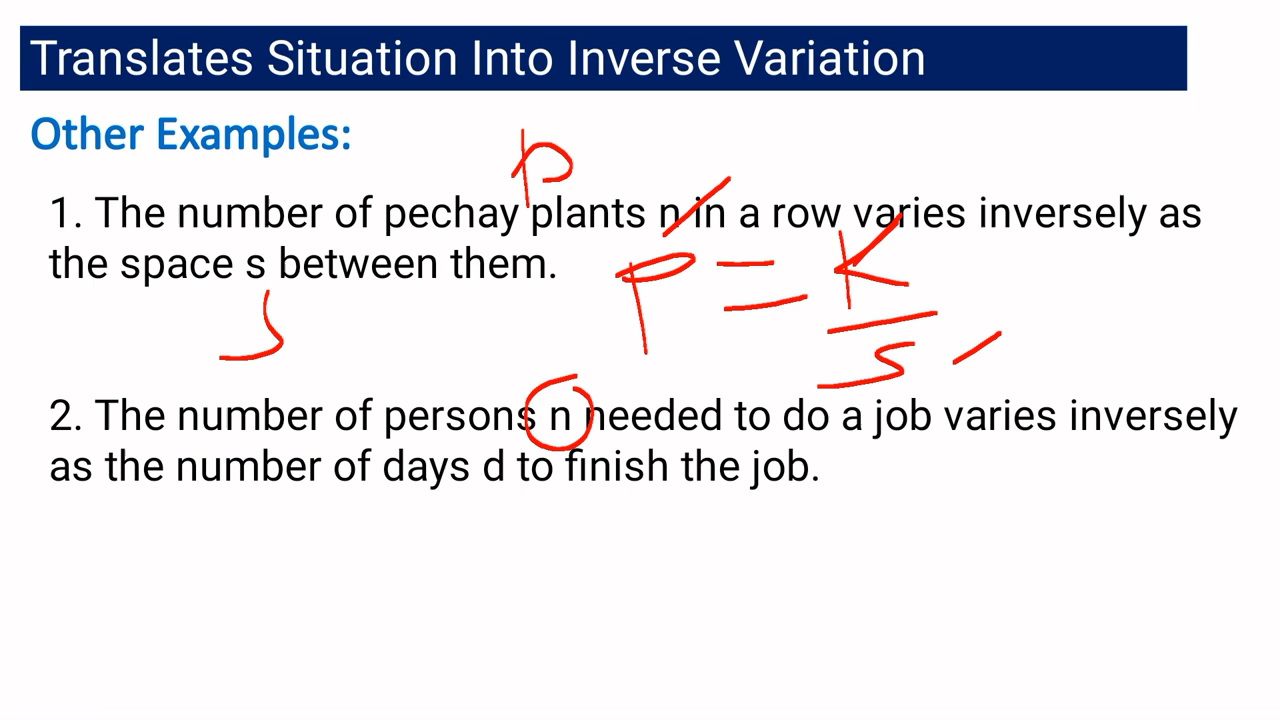 Translates Situation Into Inverse Variation
Other Examples:
p
1. The number of pechay plants n in a row varies inversely as
the space s between them.
p = K
s
s
2. The number of persons n needed to do a job varies inversely
as the number of days d to finish the job.